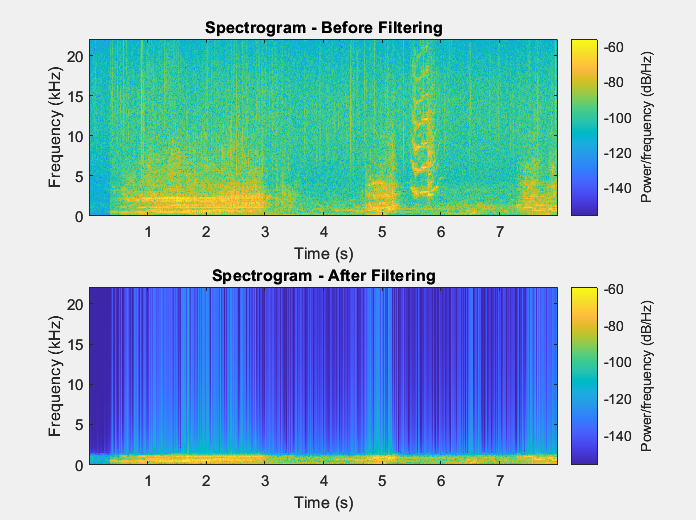 Spectrogram - Before Filtering
Frequency (kHz)
20
15
10
5
0
1 2 3 4 5 6 7
Time (s)
-60
-80
-100
-120
-140
Power/frequency (dB/Hz)
Spectrogram - After Filtering
Frequency (kHz)
20
15
10
5
0
1 2 3 4 5 6 7
Time (s)
-60
-80
-100
-120
-140
Power/frequency (dB/Hz)